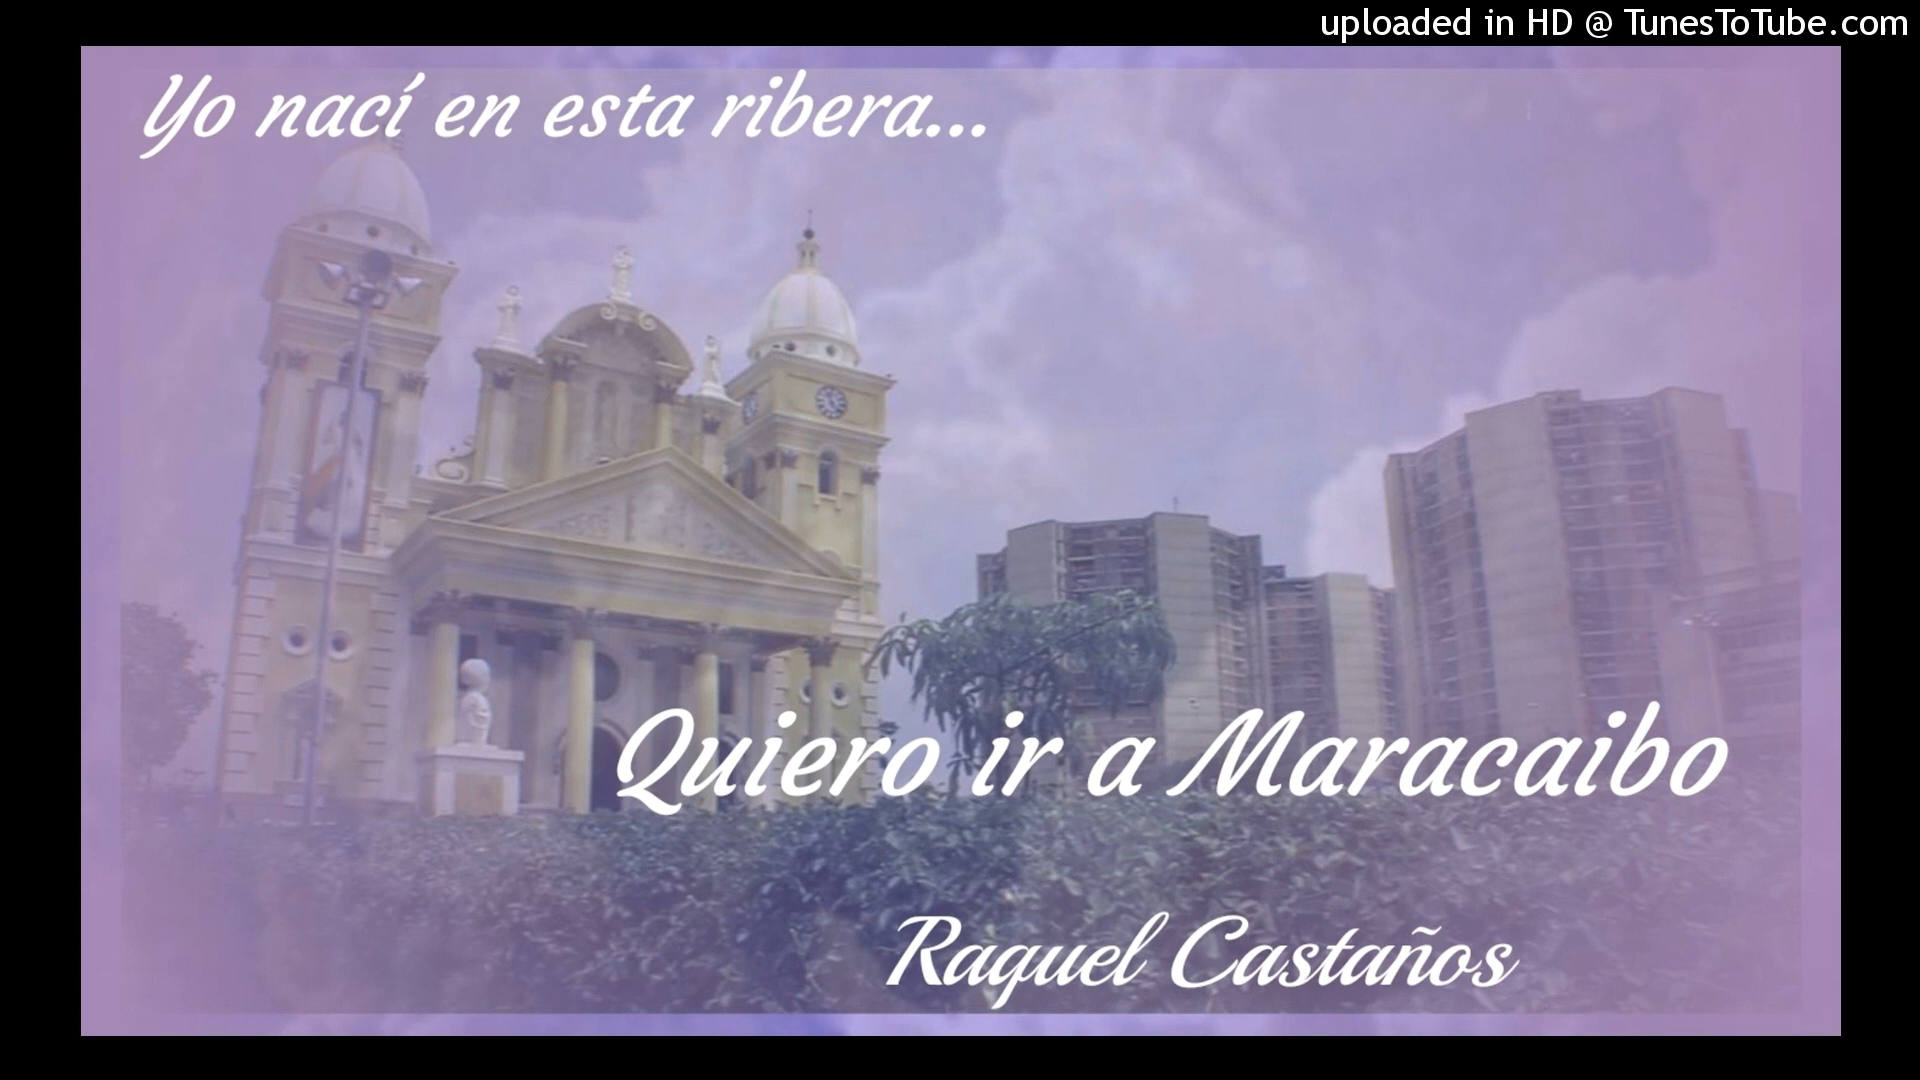 uploaded in HD @ TunesToTube.com
Yo nací en esta ribera...
Quiero ir a Maracaibo
Raquel Castaños